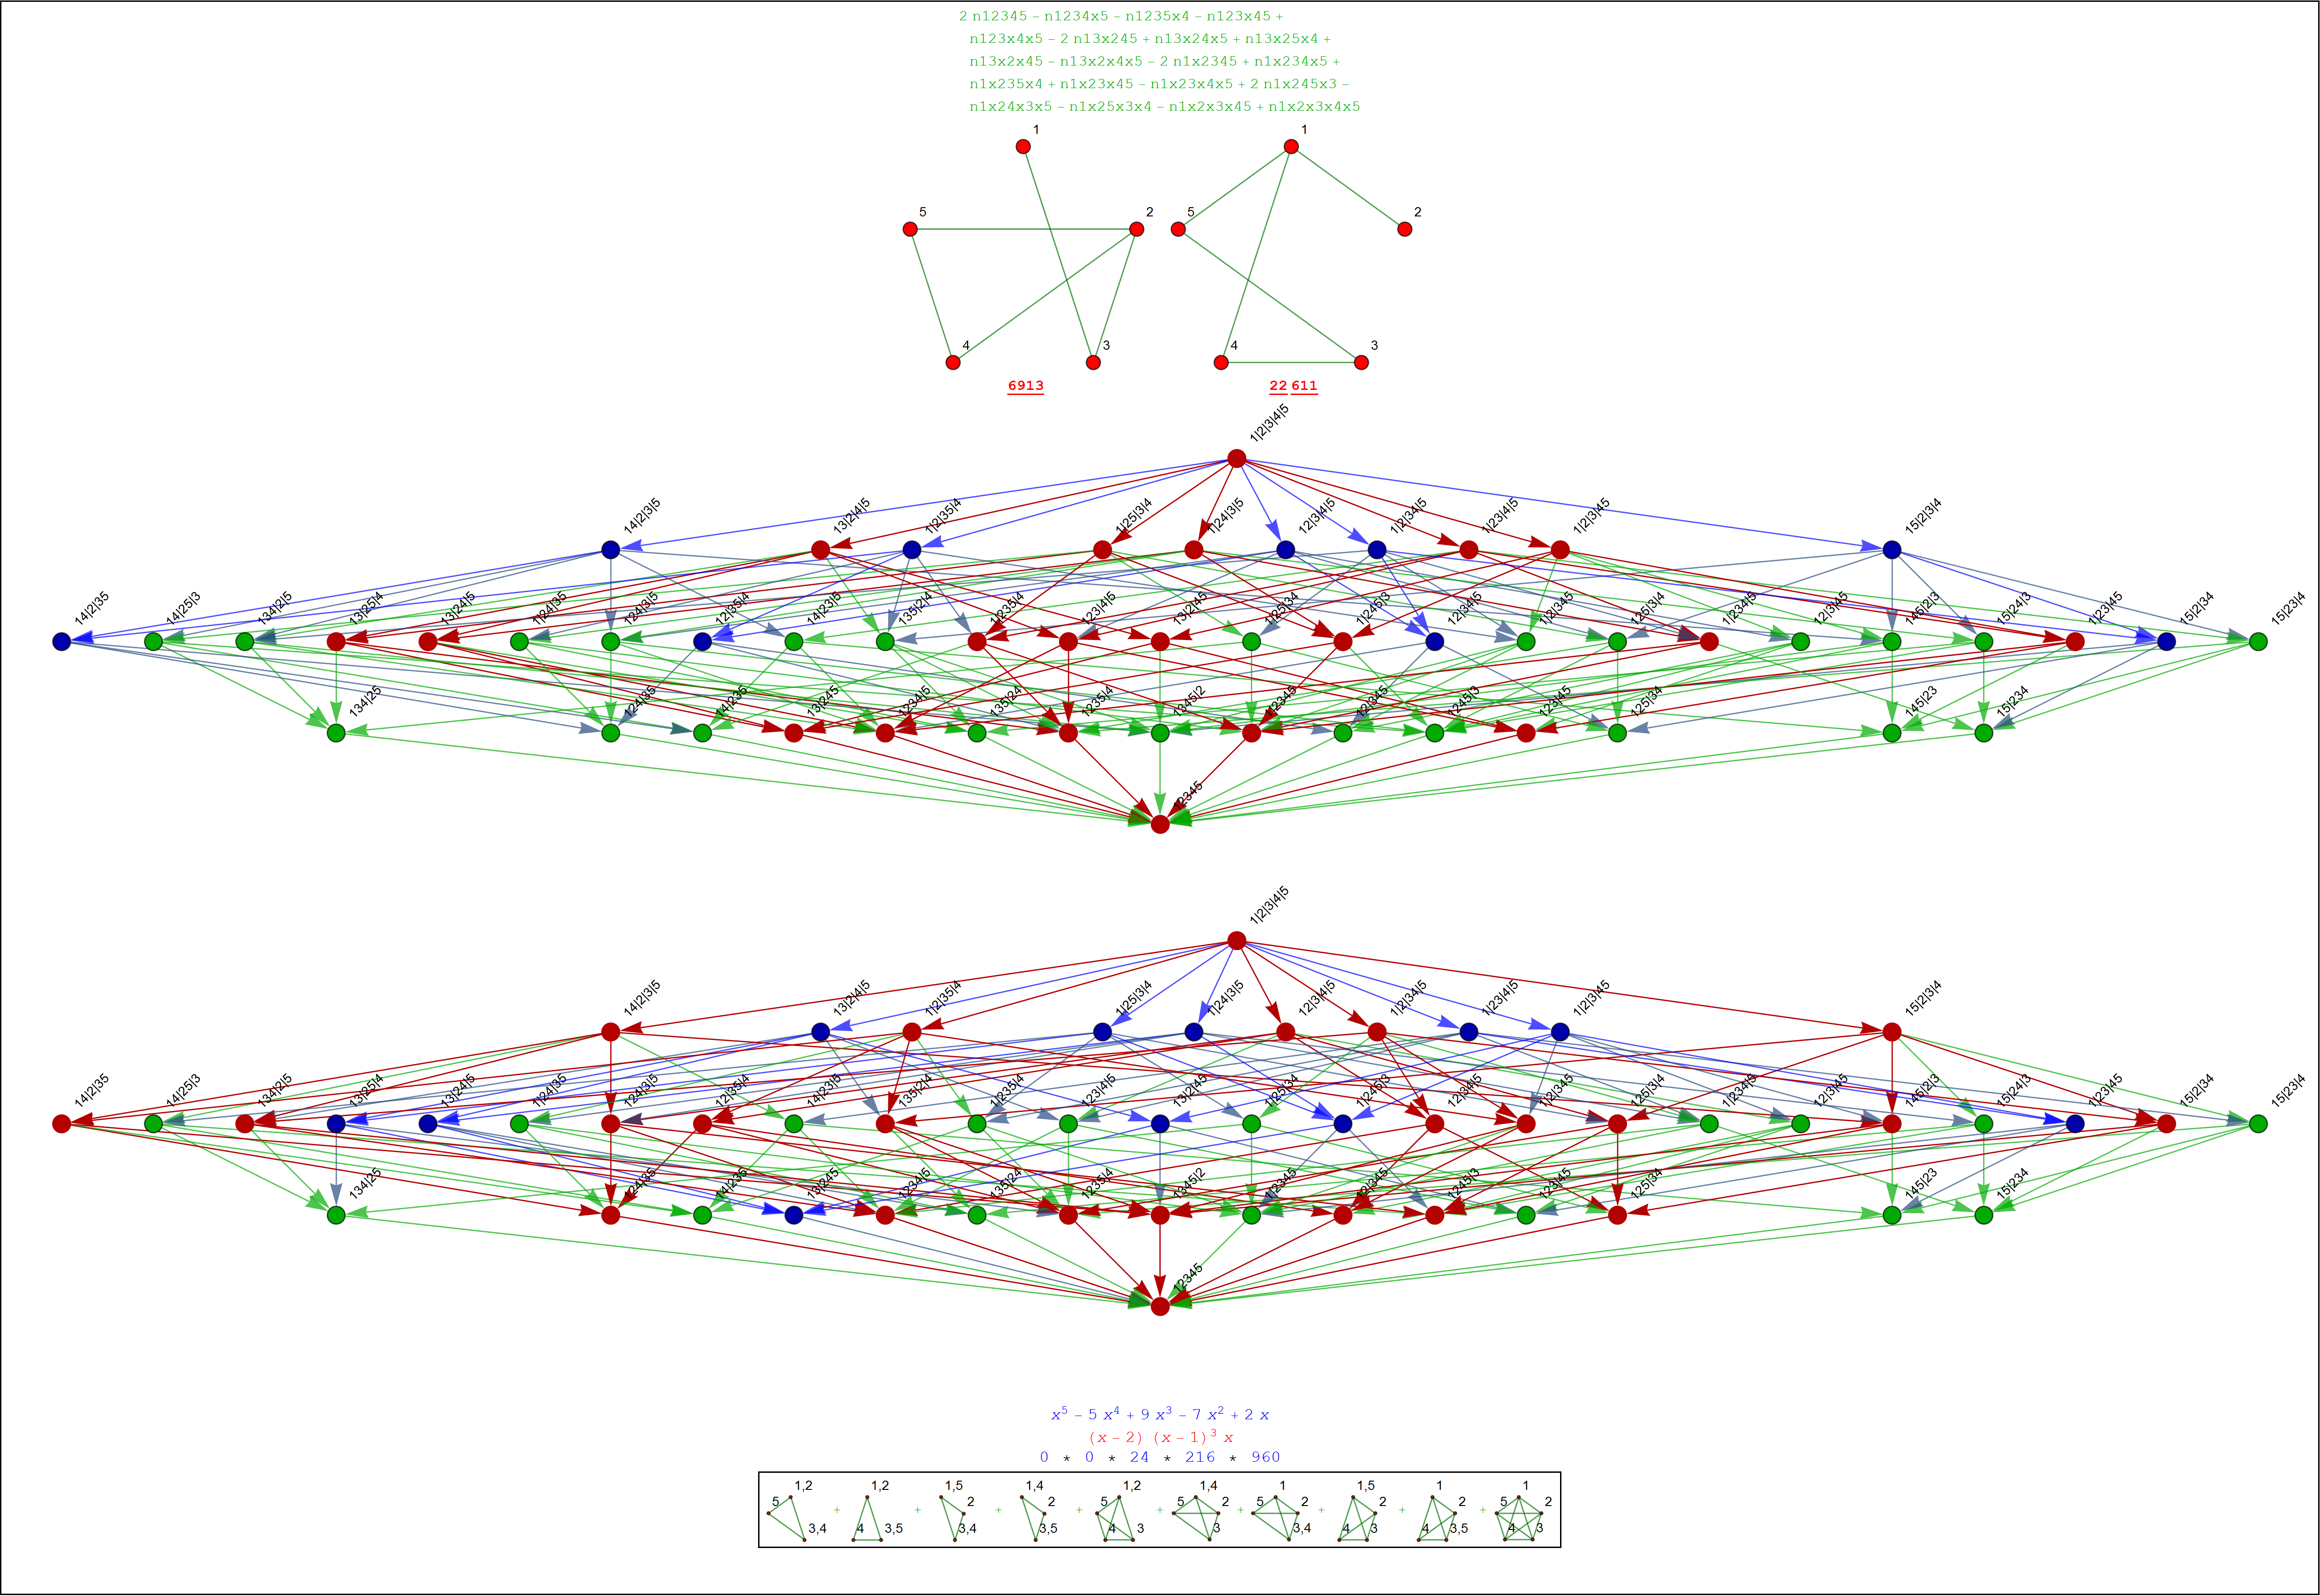 2 n12345 – n1234x5 – n1235x4 – n123x45 +
n123x4x5 – 2 n13x245 + n13x24x5 + n13x25x4 +
n13x2x45 – n13x2x4x5 – 2 n1x2345 + n1x234x5 +
n1x235x4 + n1x23x45 – n1x23x4x5 + 2 n1x245x3 –
n1x24x3x5 – n1x25x3x4 – n1x2x3x45 + n1x2x3x4x5
1 1
5 2 5 2
4 3 4 3
6913 22 611
1|2|3|4|5
14|2|3|5 13|2|4|5 1|2|35|4 1|25|3|4 1|24|3|5 12|3|4|5 1|2|34|5 1|23|4|5 1|2|3|45 15|2|3|4
14|2|35 14|25|3 134|2|5 13|25|4 13|24|5 1|24|35 124|3|5 12|35|4 14|23|5 135|2|4 1|235|4 123|4|5 13|2|45 1|25|34 1|245|3 12|34|5 1|2|345 125|3|4 1|234|5 12|3|45 145|2|3 15|24|3 1|23|45 15|2|34 15|23|4
134|25 124|35 14|235 13|245 1234|5 135|24 1235|4 1345|2 1|2345 12|345 1245|3 123|45 125|34 145|23 15|234
12345
1|2|3|4|5
14|2|3|5 13|2|4|5 1|2|35|4 1|25|3|4 1|24|3|5 12|3|4|5 1|2|34|5 1|23|4|5 1|2|3|45 15|2|3|4
14|2|35 14|25|3 134|2|5 13|25|4 13|24|5 1|24|35 124|3|5 12|35|4 14|23|5 135|2|4 1|235|4 123|4|5 13|2|45 1|25|34 1|245|3 12|34|5 1|2|345 125|3|4 1|234|5 12|3|45 145|2|3 15|24|3 1|23|45 15|2|34 15|23|4
134|25 124|35 14|235 13|245 1234|5 135|24 1235|4 1345|2 1|2345 12|345 1245|3 123|45 125|34 145|23 15|234
12345
x⁵ – 5 x⁴ + 9 x³ – 7 x² + 2 x
(x – 2) (x – 1)³ x
0 * 0 * 24 * 216 * 960
1,2 1,2 1,5 1,4 1,2 1,4 1 1,5 1 1
5 2 2 5 5 2 5 2 2 2 5 2
+ + + + + + + + +
3,4 4 3,5 3,4 3,5 4 3 3 3,4 4 3 4 3,5 4 3